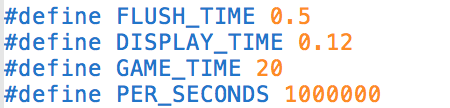 #define FLUSH_TIME 0.5
#define DISPLAY_TIME 0.12
#define GAME_TIME 20
#define PER_SECONDS 1000000